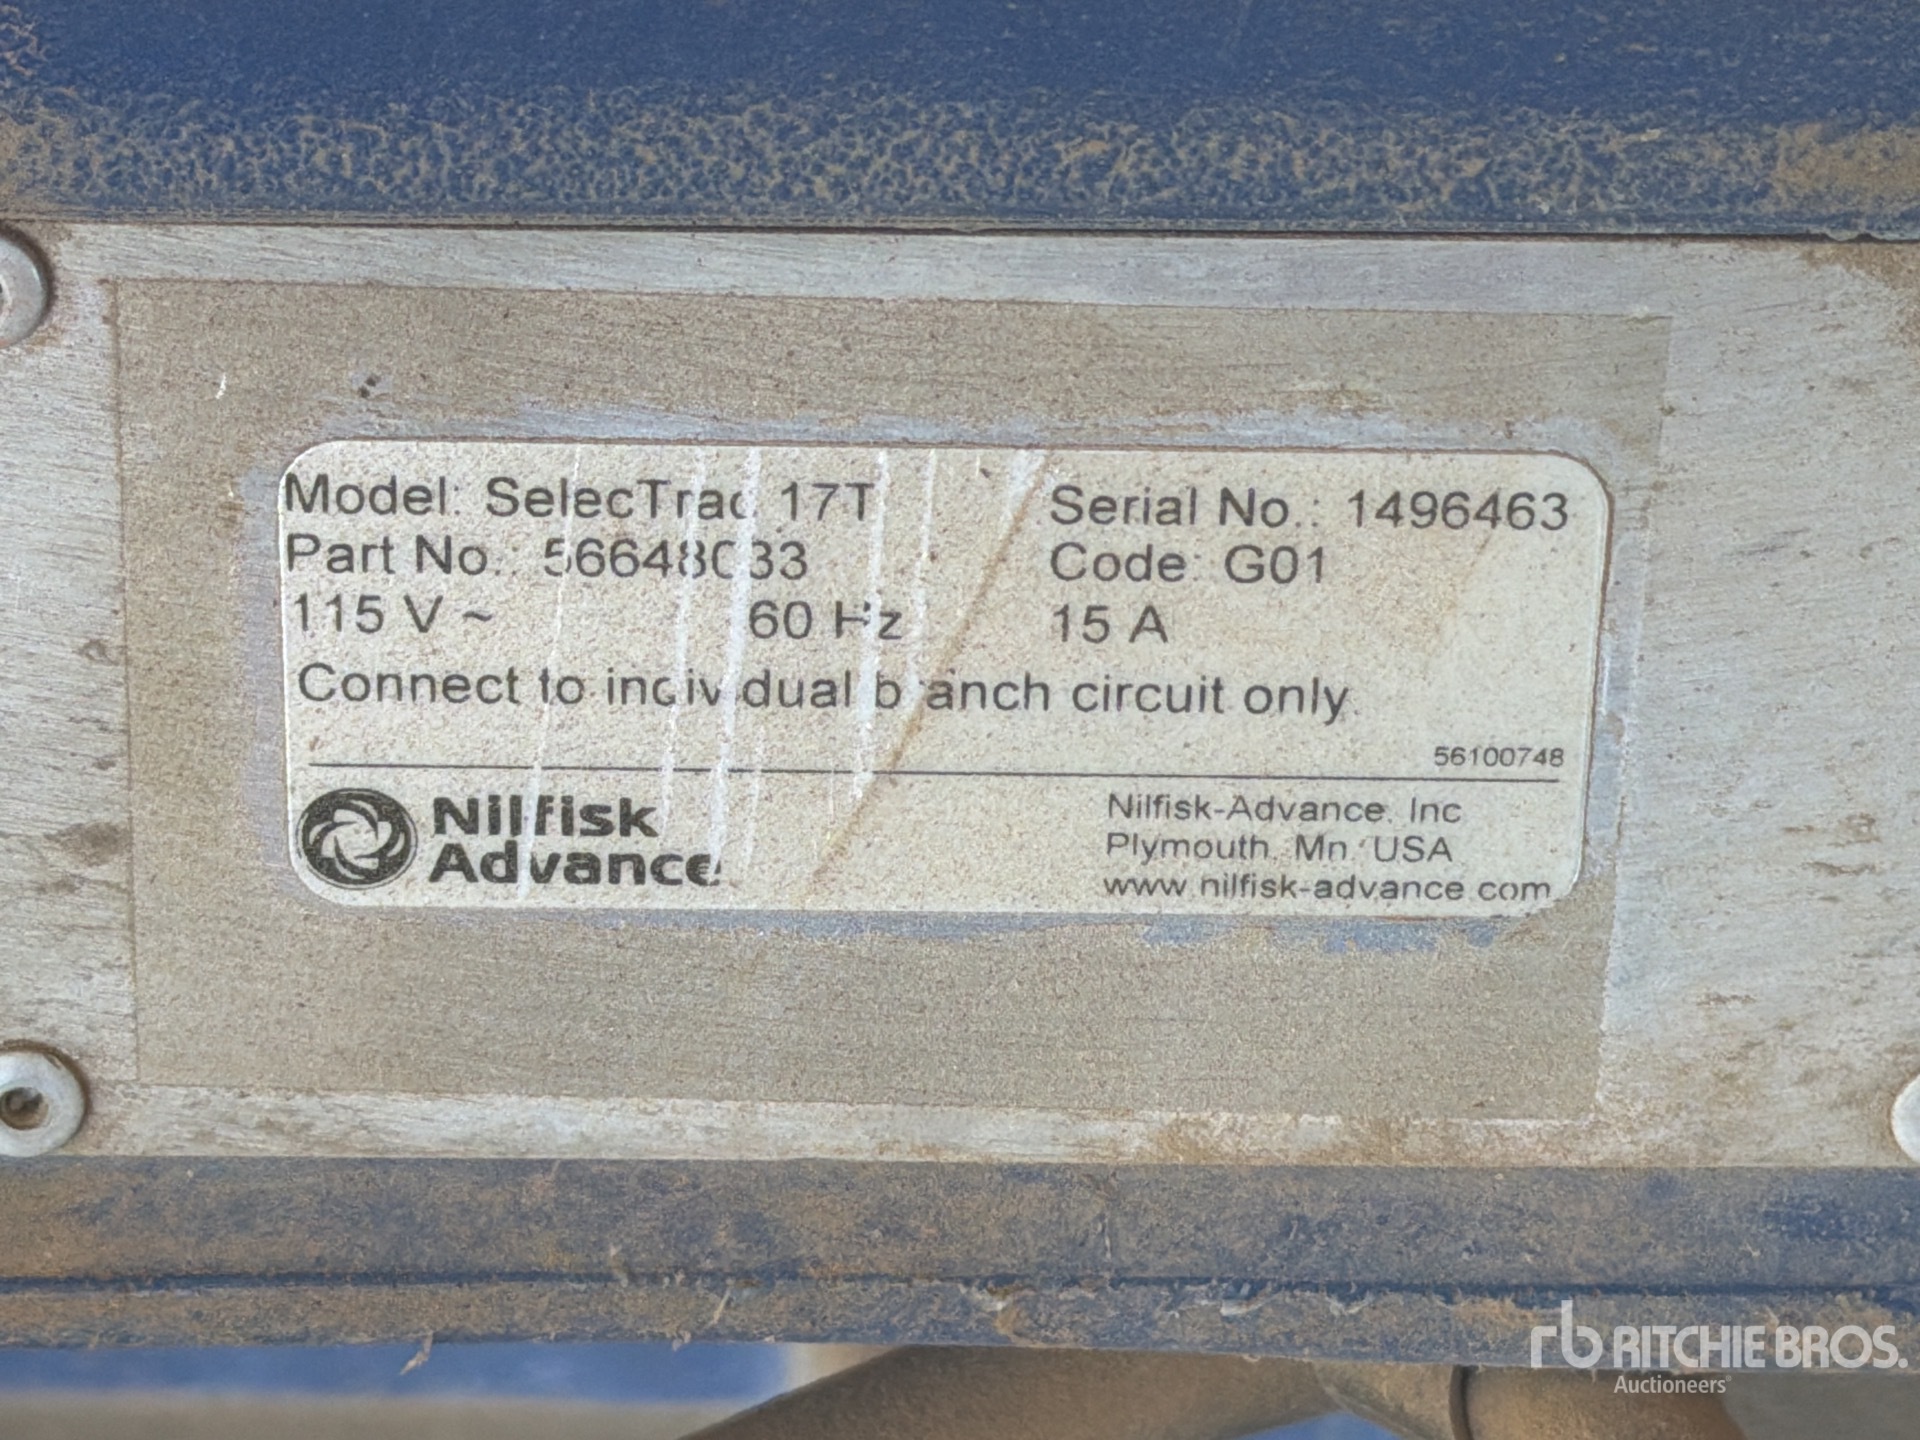 Model: SelecTrac 17T Serial No.: 1496463
Part No.: 56648033 Code: G01
115 V ~ 60 Hz 15 A
Connect to individual branch circuit only.
56100748
Nilfisk
Advance
Nilfisk-Advance, Inc
Plymouth, Mn, USA
www.nilfisk-advance.com
rb RITCHIE BROS.
Auctioneers